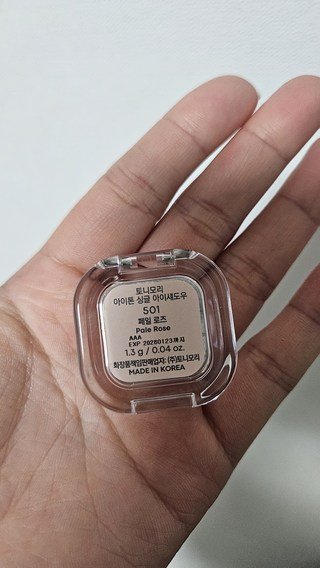 토니모리
아이톤 싱글 아이섀도우
S01
페일 로즈
Pale Rose
AAA
EXP 20280123까지
1.3 g / 0.04 oz.
화장품책임판매업자: (주)토니모리
MADE IN KOREA